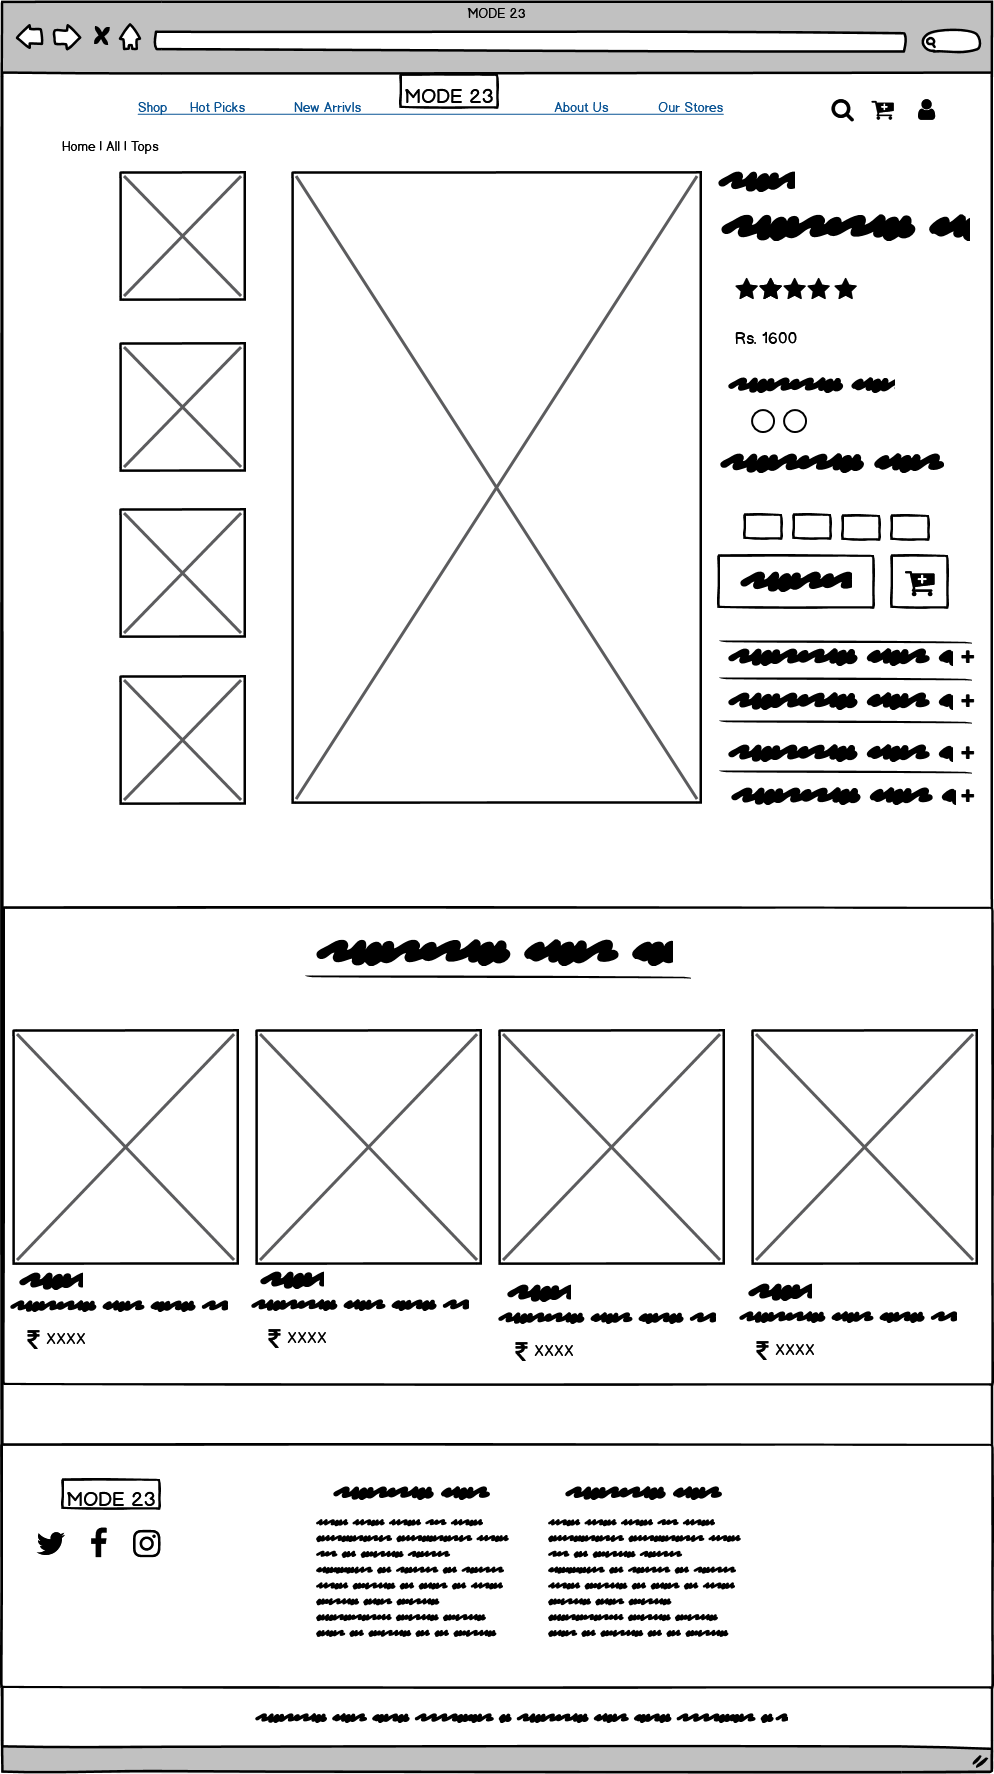 MODE 23
Shop Hot Picks New Arrivls MODE 23 About Us Our Stores
Home | All | Tops
Rs. 1600
₹ XXXX ₹ XXXX ₹ XXXX ₹ XXXX
MODE 23